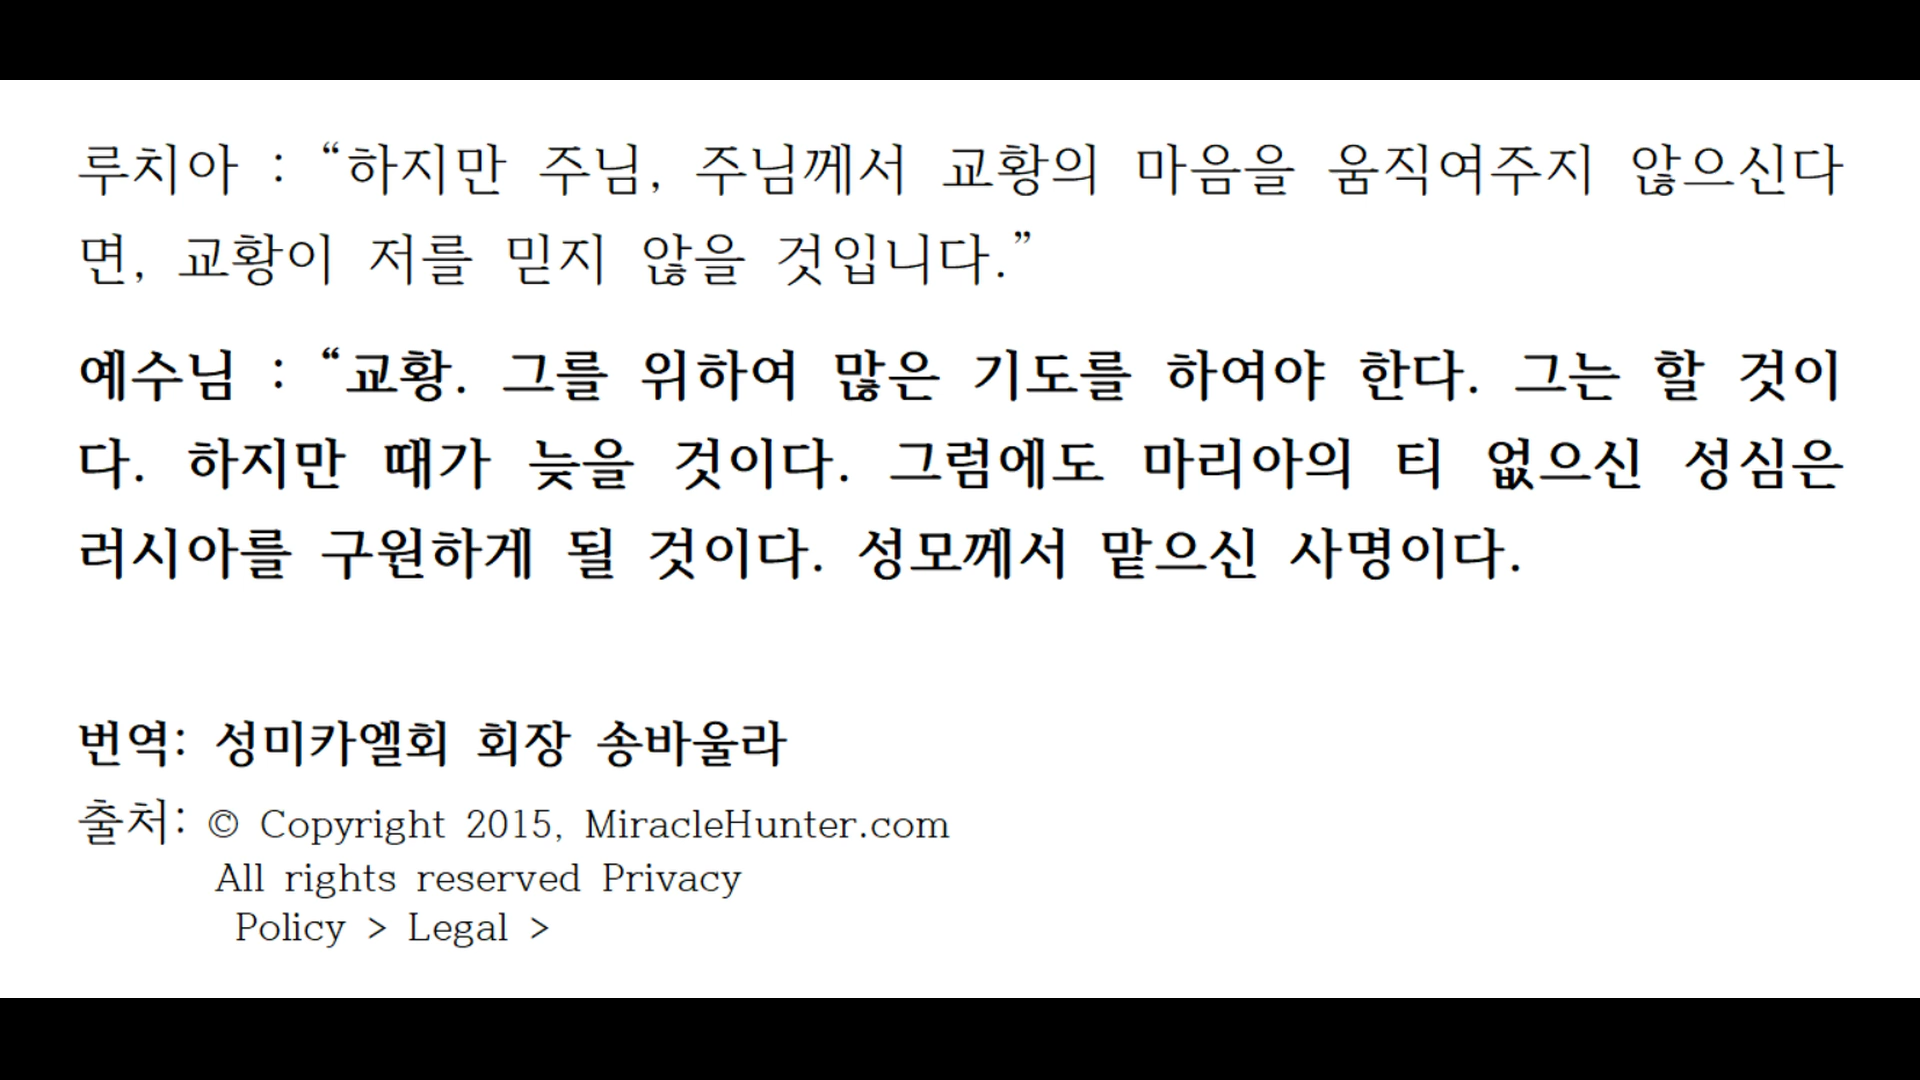 루치아 : “하지만 주님, 주님께서 교황의 마음을 움직여주지 않으신다
면, 교황이 저를 믿지 않을 것입니다.”
예수님 : “교황. 그를 위하여 많은 기도를 하여야 한다. 그는 할 것이
다. 하지만 때가 늦을 것이다. 그럼에도 마리아의 티 없으신 성심은
러시아를 구원하게 될 것이다. 성모께서 맡으신 사명이다.
번역: 성미카엘회 회장 송바울라
출처: © Copyright 2015, MiracleHunter.com
All rights reserved Privacy
Policy > Legal >